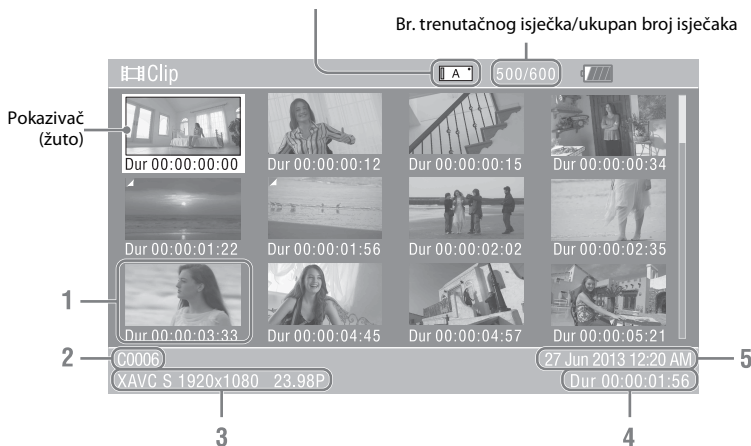 Br. trenutačnog isječka/ukupan broj isječaka
Clip
A
500/600
Pokazivač
(žuto)
Dur 00:00:00:00
Dur 00:00:00:12
Dur 00:00:00:15
Dur 00:00:00:34
Dur 00:00:01:22
Dur 00:00:01:56
Dur 00:00:02:02
Dur 00:00:02:35
1
Dur 00:00:03:33
Dur 00:00:04:45
Dur 00:00:04:57
Dur 00:00:05:21
2
C0006
27 Jun 2013 12:20 AM
5
XAVC S 1920x1080 23.98P
Dur 00:00:01:56
3
4